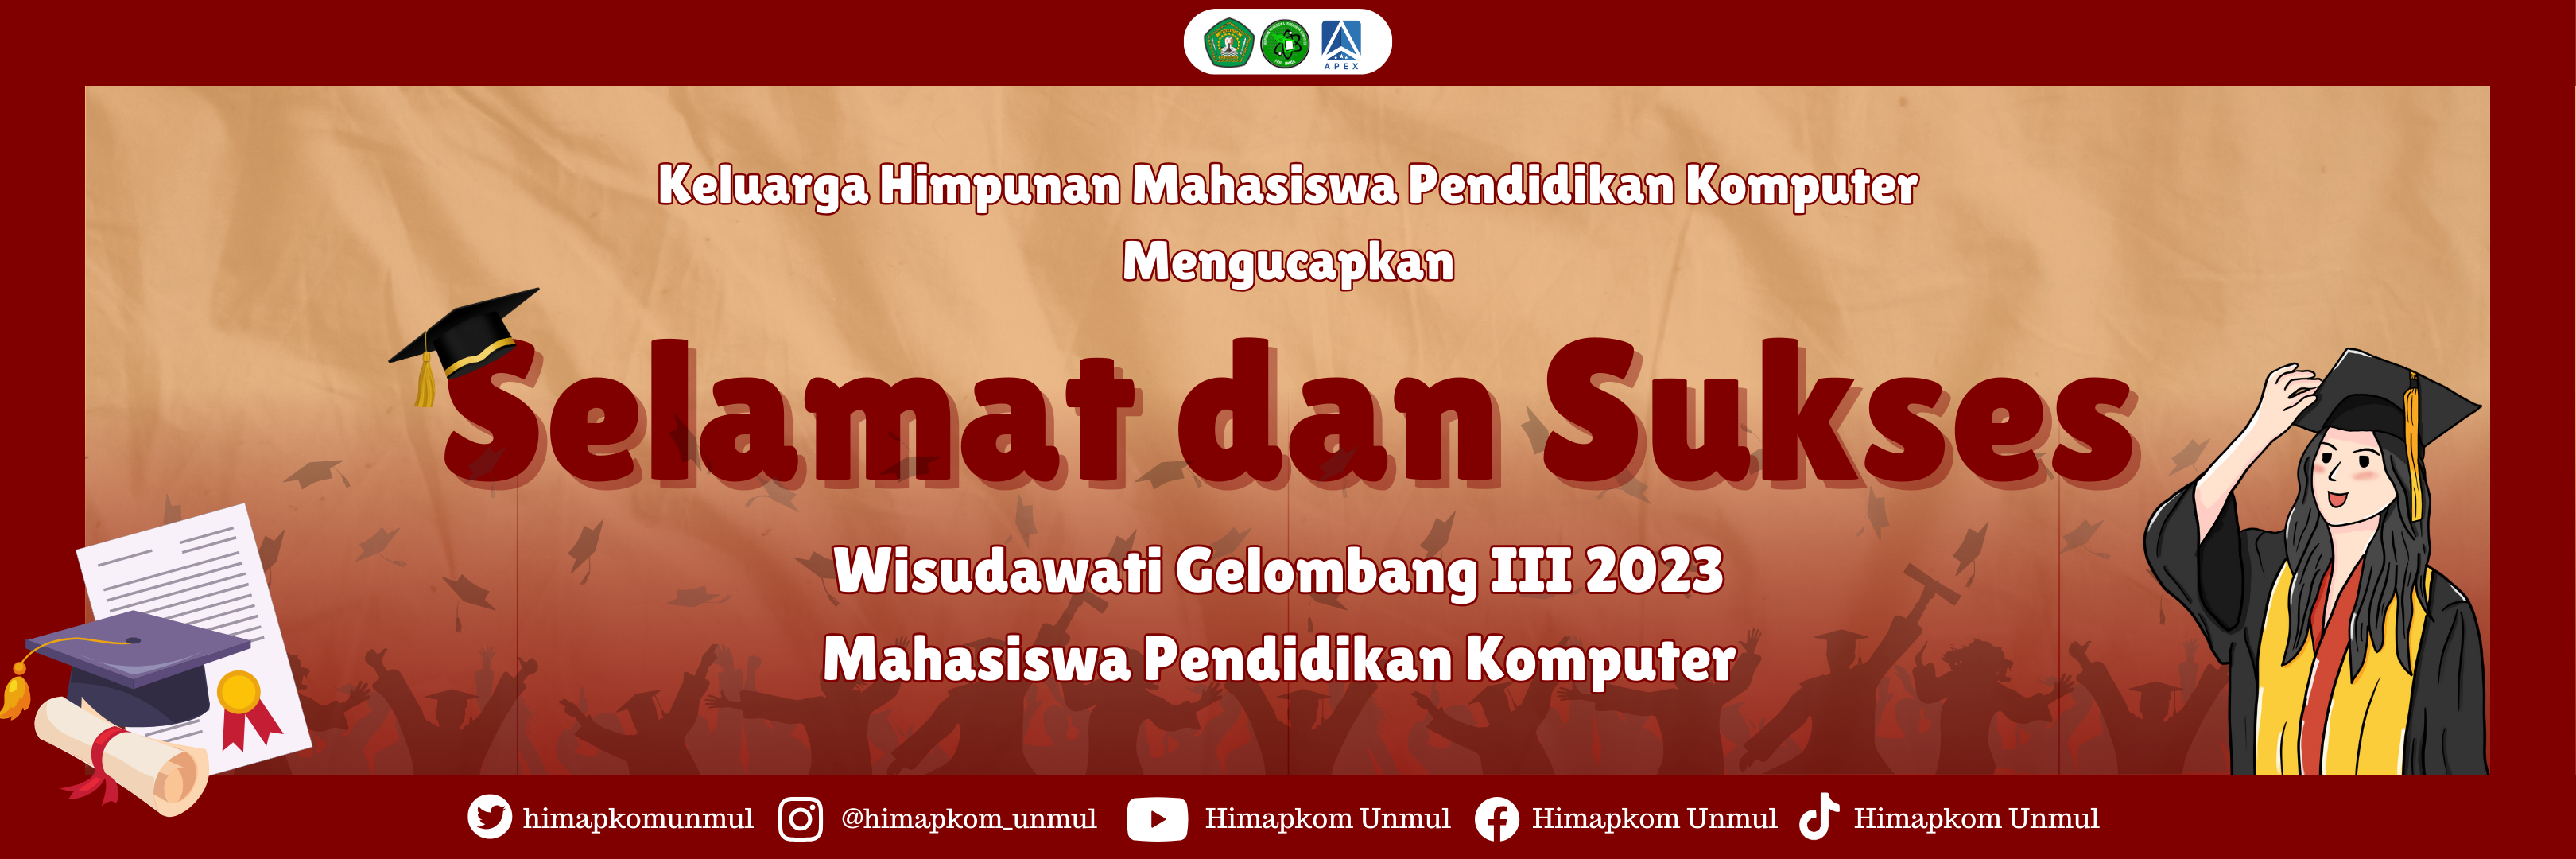 APEX
Keluarga Himpunan Mahasiswa Pendidikan Komputer
Mengucapkan
Selamat dan Sukses
Wisudawati Gelombang III 2023
Mahasiswa Pendidikan Komputer
himapkomunmul @himapkom_unmul Himapkom Unmul Himapkom Unmul Himapkom Unmul